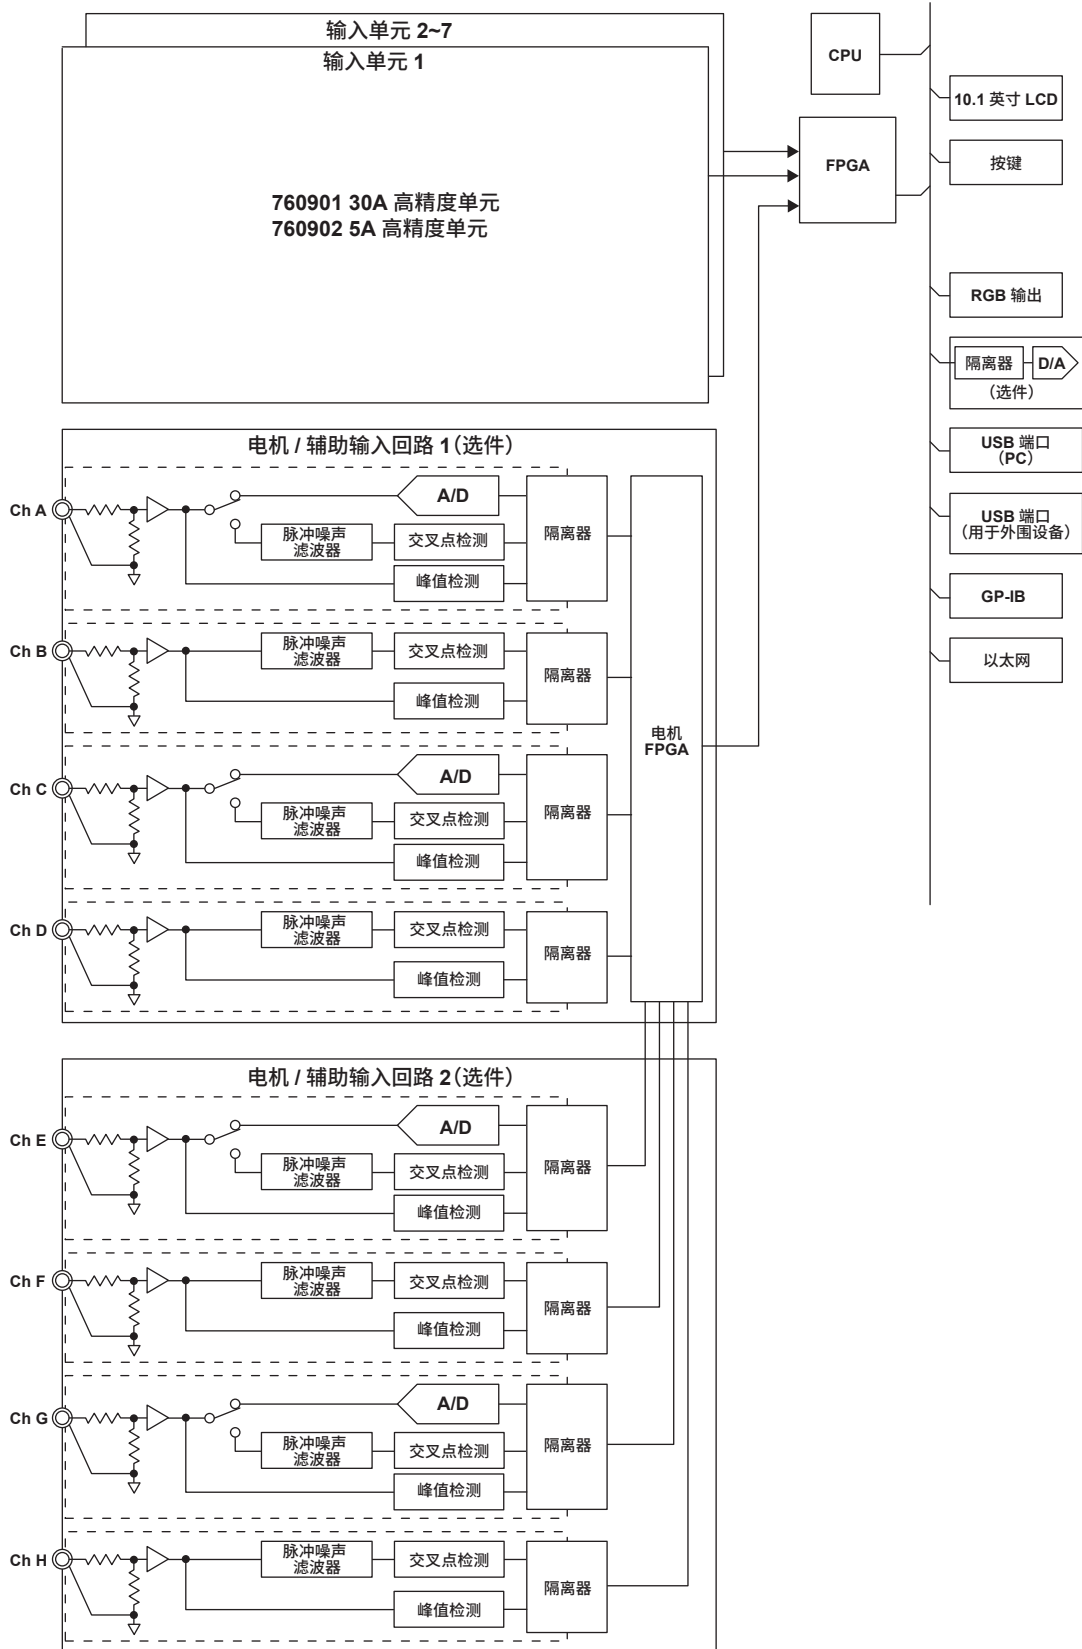 输入单元 2~7
输入单元 1
760901 30A 高精度单元
760902 5A 高精度单元
CPU
FPGA
10.1 英寸 LCD
按键
RGB 输出
隔离器
D/A
（选件）
USB 端口
（PC）
USB 端口
（用于外围设备）
GP-IB
以太网
电机 / 辅助输入回路 1（选件）
Ch A
A/D
脉冲噪声
滤波器
交叉点检测
峰值检测
隔离器
Ch B
脉冲噪声
滤波器
交叉点检测
峰值检测
隔离器
电机
FPGA
Ch C
A/D
脉冲噪声
滤波器
交叉点检测
峰值检测
隔离器
Ch D
脉冲噪声
滤波器
交叉点检测
峰值检测
隔离器
电机 / 辅助输入回路 2（选件）
Ch E
A/D
脉冲噪声
滤波器
交叉点检测
峰值检测
隔离器
Ch F
脉冲噪声
滤波器
交叉点检测
峰值检测
隔离器
Ch G
A/D
脉冲噪声
滤波器
交叉点检测
峰值检测
隔离器
Ch H
脉冲噪声
滤波器
交叉点检测
峰值检测
隔离器